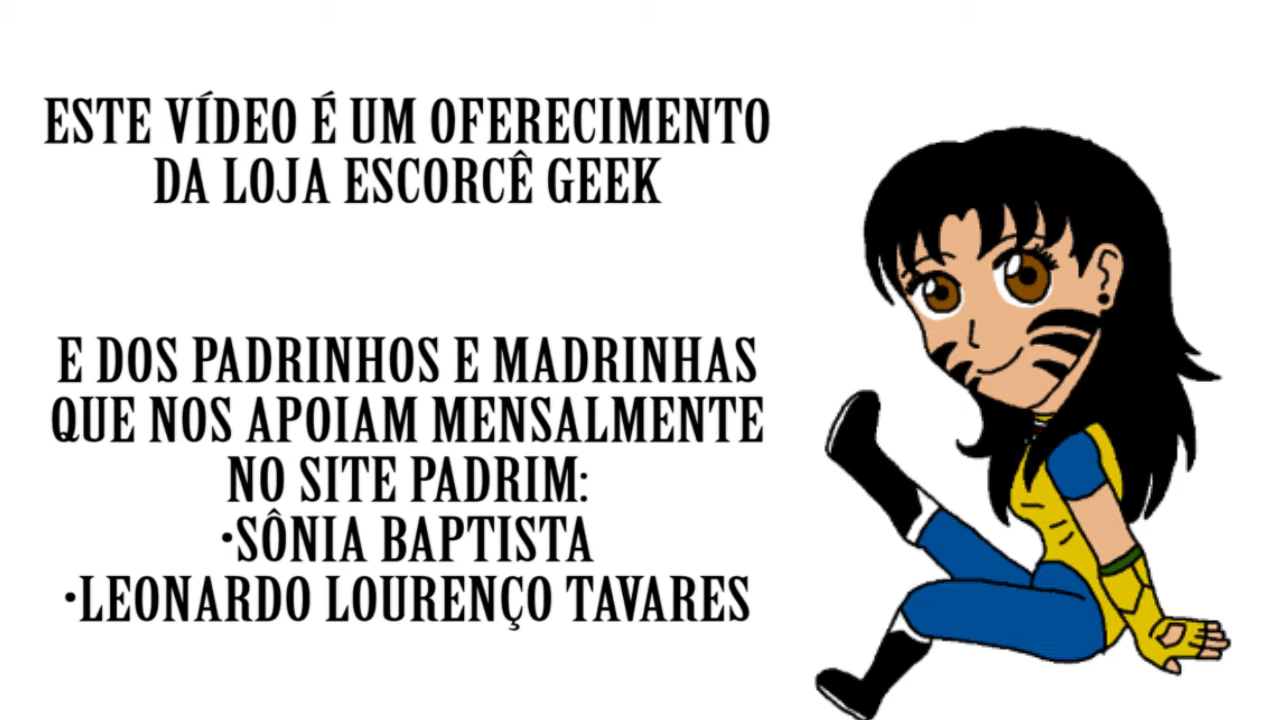 ESTE VÍDEO É UM OFERECIMENTO
DA LOJA ESCORCÊ GEEK
E DOS PADRINHOS E MADRINHAS
QUE NOS APOIAM MENSALMENTE
NO SITE PADRIM:
•SÔNIA BAPTISTA
•LEONARDO LOURENÇO TAVARES